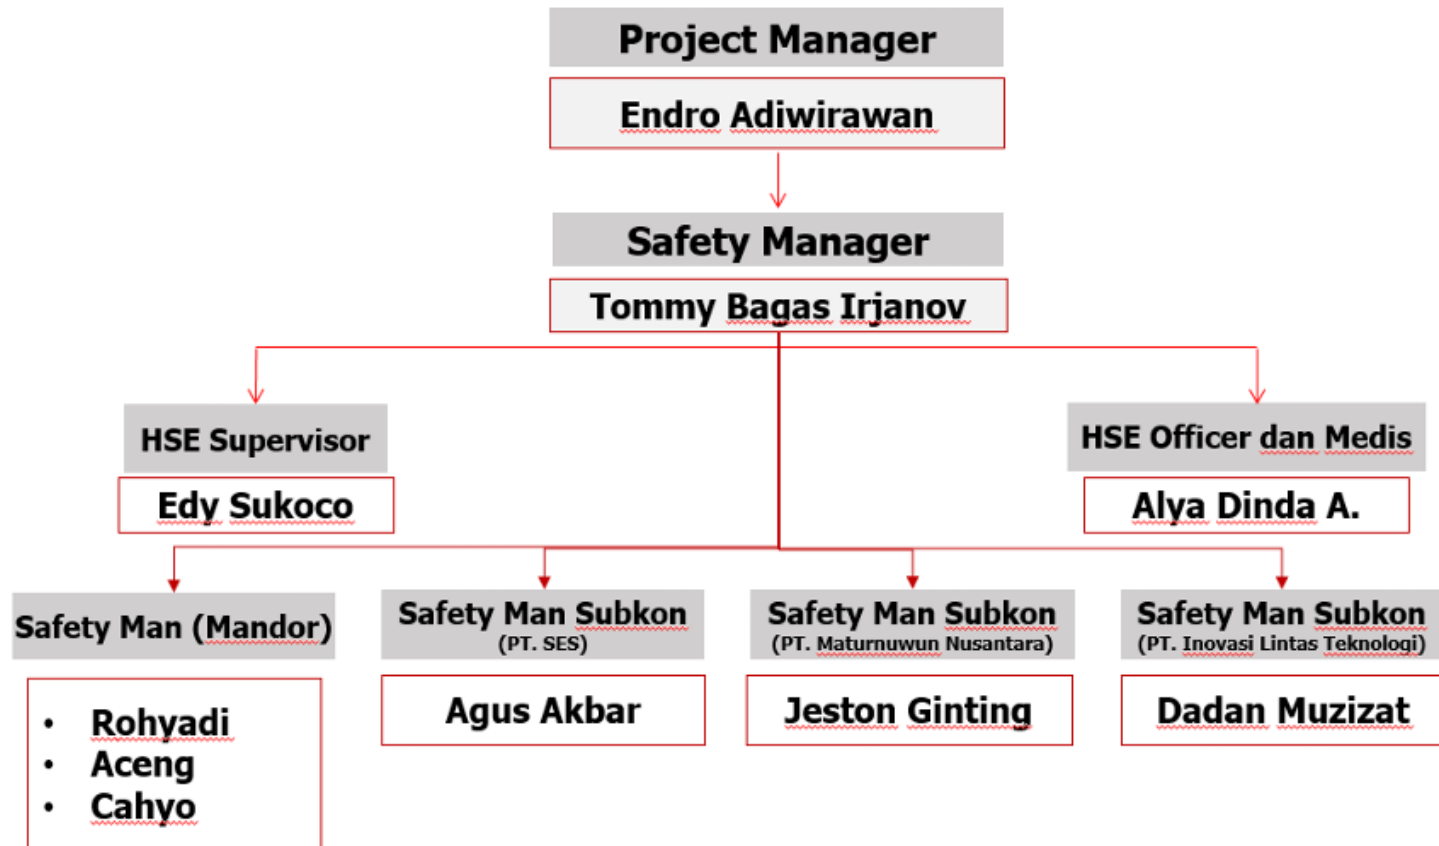 Project Manager
Endro Adiwirawan
Safety Manager
Tommy Bagas Irjanov
HSE Supervisor
Edy Sukoco
HSE Officer dan Medis
Alya Dinda A.
Safety Man (Mandor)
• Rohyadi
• Aceng
• Cahyo
Safety Man Subkon
(PT. SES)
Agus Akbar
Safety Man Subkon
(PT. Maturnuwun Nusantara)
Jeston Ginting
Safety Man Subkon
(PT. Inovasi Lintas Teknologi)
Dadan Muzizat